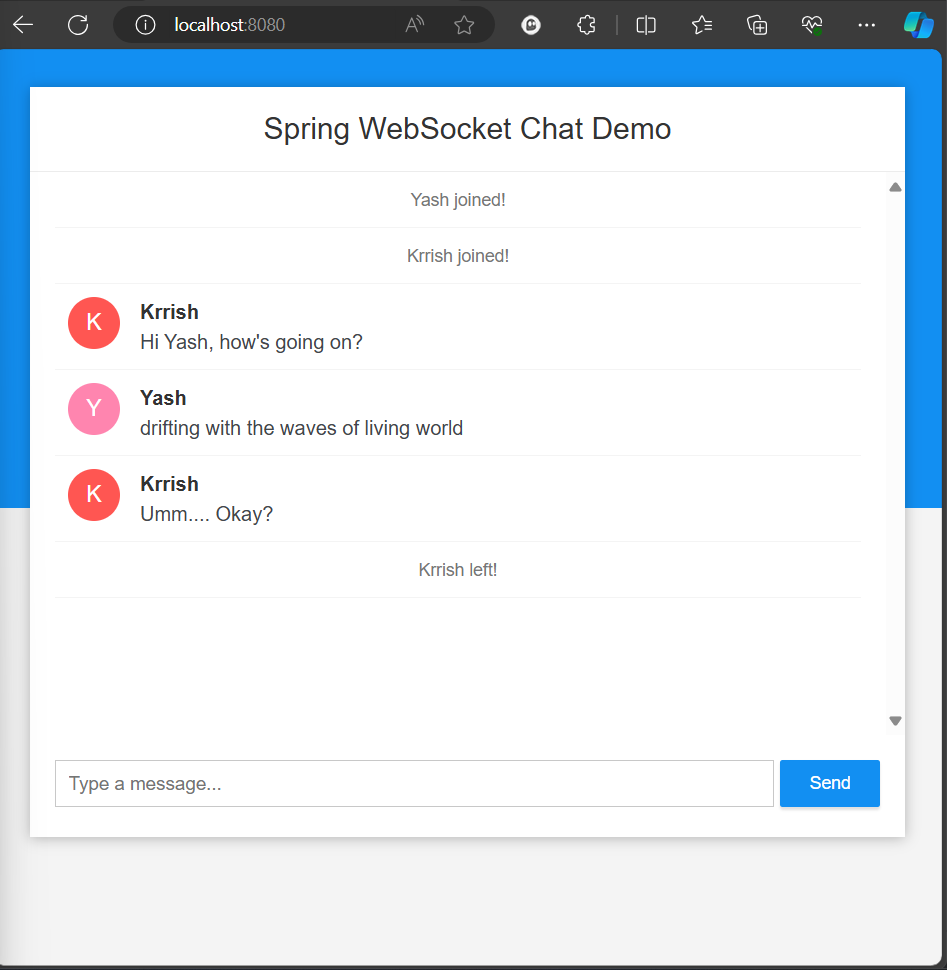 localhost:8080
Spring WebSocket Chat Demo
Yash joined!
Krrish joined!
K
Krrish
Hi Yash, how's going on?
Y
Yash
drifting with the waves of living world
K
Krrish
Umm.... Okay?
Krrish left!
Type a message...
Send